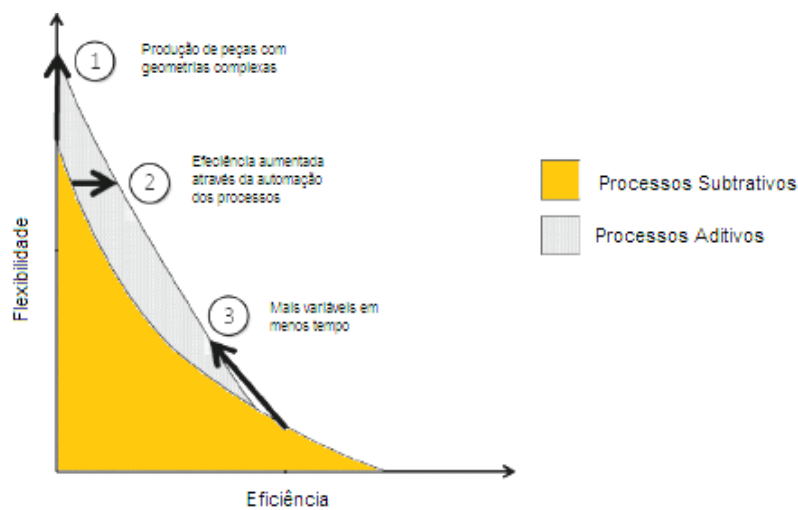 1
Produção de peças com
geometrias complexas
2
Efeciência aumentada
através da automação
dos processos
3
Mais variáveis em
menos tempo
Flexibilidade
Eficiência
Processos Subtrativos
Processos Aditivos